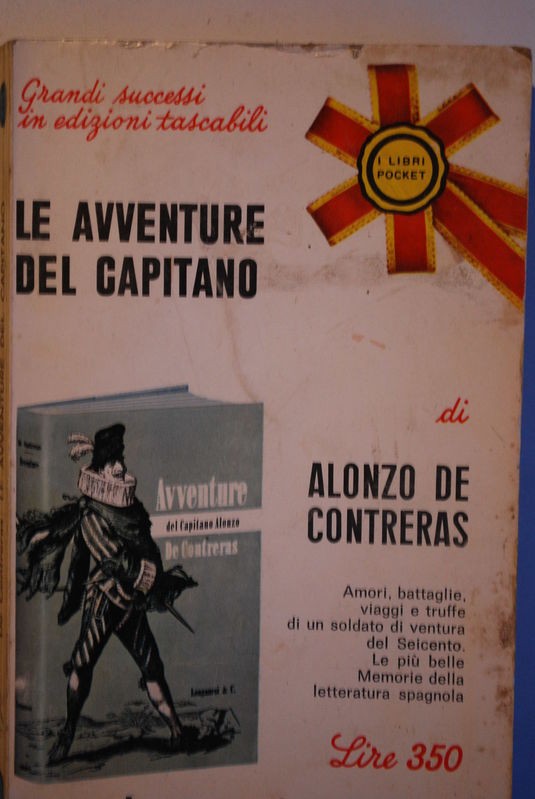 Grandi successi
in edizioni tascabili
I LIBRI
POCKET
LE AVVENTURE
DEL CAPITANO
di
ALONZO DE
CONTRERAS
Avventure
del Capitano Alonzo
De Contreras
Longanesi & C.
Amori, battaglie,
viaggi e truffe
di un soldato di ventura
del Seicento.
Le più belle
Memorie della
letteratura spagnola
Lire 350